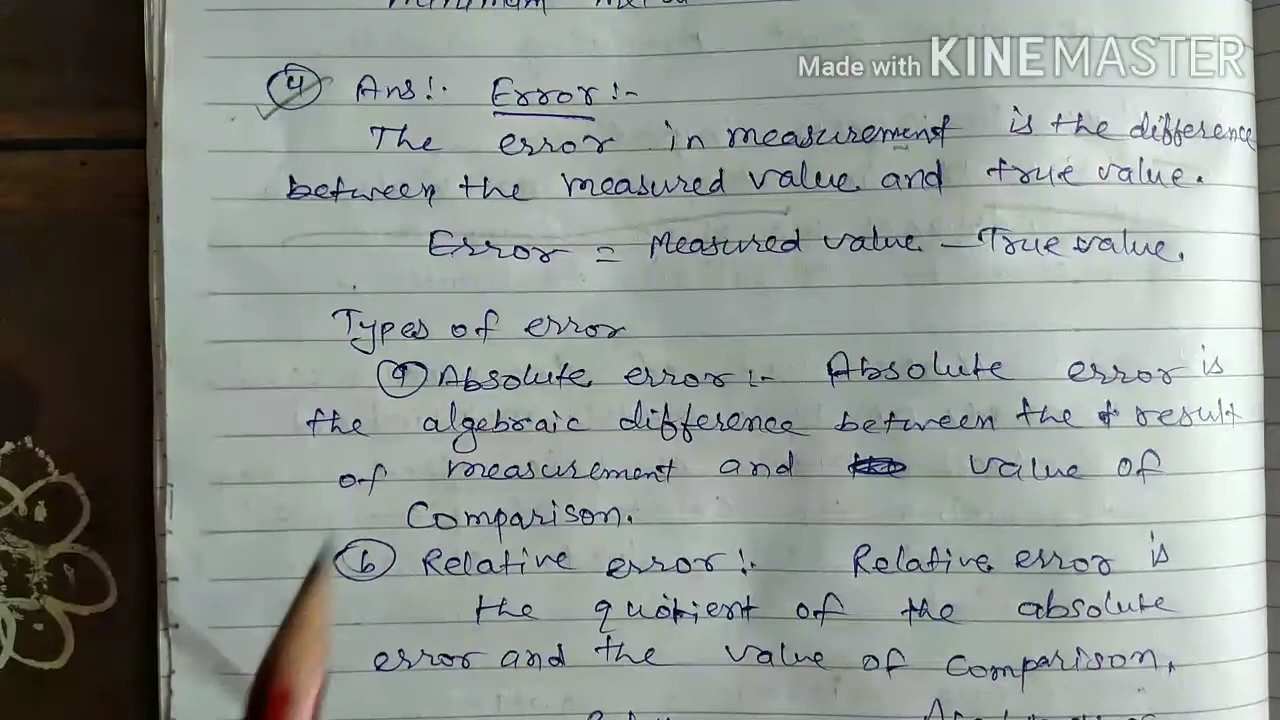 Made with KINEMASTER
4 Ans:- Error:-
The error in measurement is the difference
between the measured value and true value.
Error = Measured value - True value.
Types of error
a Absolute error:- Absolute error is
the algebraic difference between the result
of measurement and value of
Comparison.
b Relative error:- Relative error is
the quotient of the absolute
error and the value of comparison.